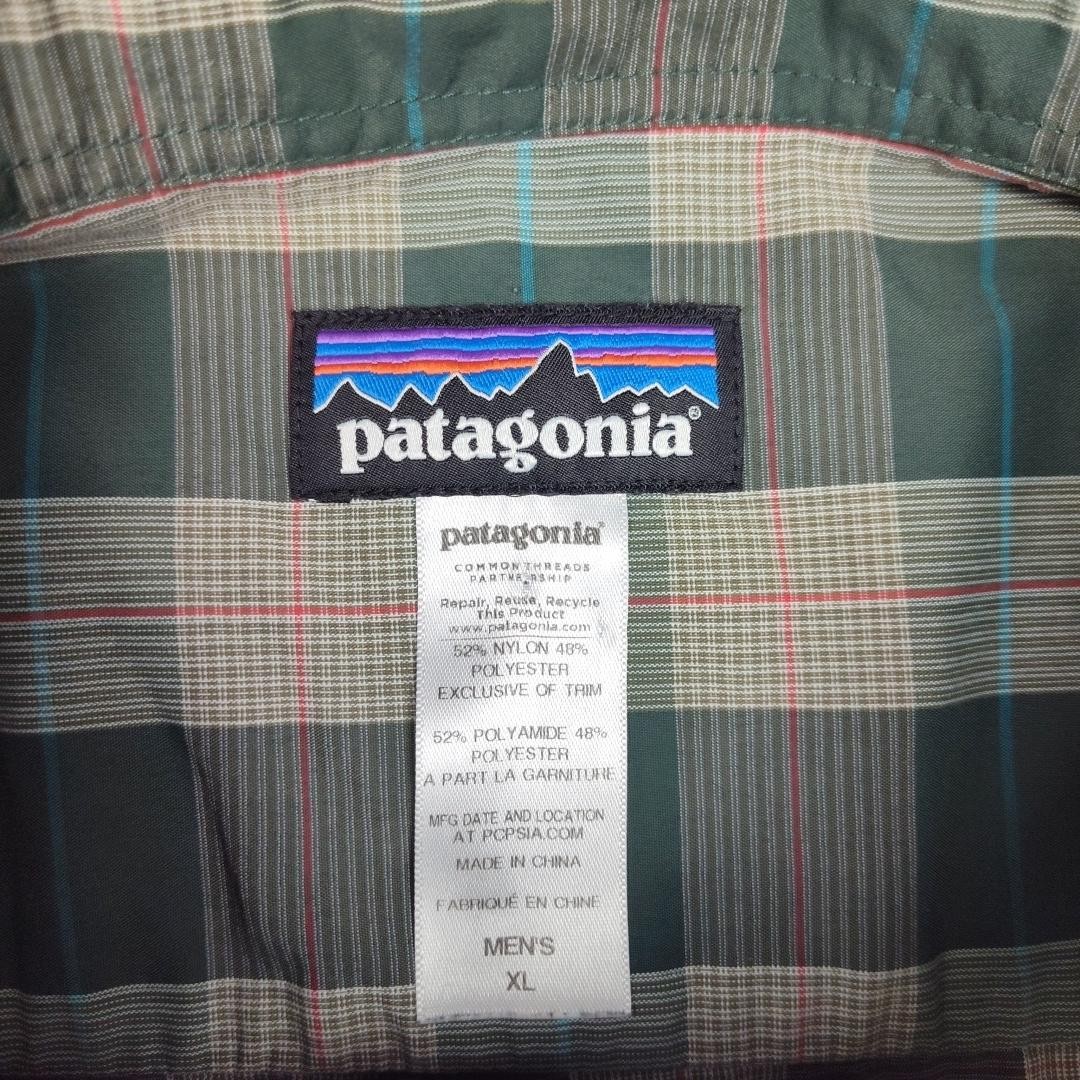 patagonia®
patagonia®
COMMON THREADS
PARTNERSHIP
Repair, Reuse, Recycle
This Product
www.patagonia.com
52% NYLON 48%
POLYESTER
EXCLUSIVE OF TRIM
52% POLYAMIDE 48%
POLYESTER
A PART LA GARNITURE
MFG DATE AND LOCATION
AT PCPSIA.COM
MADE IN CHINA
FABRIQUÉ EN CHINE
MEN'S
XL